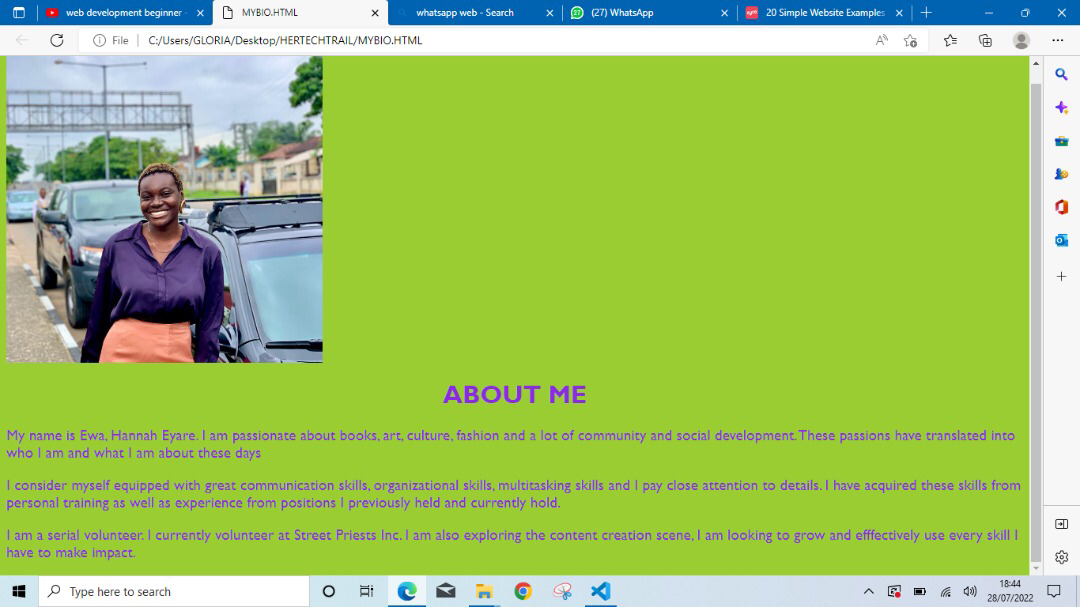 web development beginner
MYBIO.HTML
whatsapp web - Search
(27) WhatsApp
20 Simple Website Examples
File
C:/Users/GLORIA/Desktop/HERTECHTRAIL/MYBIO.HTML
ABOUT ME
My name is Ewa, Hannah Eyare. I am passionate about books, art, culture, fashion and a lot of community and social development. These passions have translated into
who I am and what I am about these days
I consider myself equipped with great communication skills, organizational skills, multitasking skills and I pay close attention to details. I have acquired these skills from
personal training as well as experience from positions I previously held and currently hold.
I am a serial volunteer. I currently volunteer at Street Priests Inc. I am also exploring the content creation scene, I am looking to grow and efffectively use every skill I
have to make impact.
Type here to search
18:44
28/07/2022